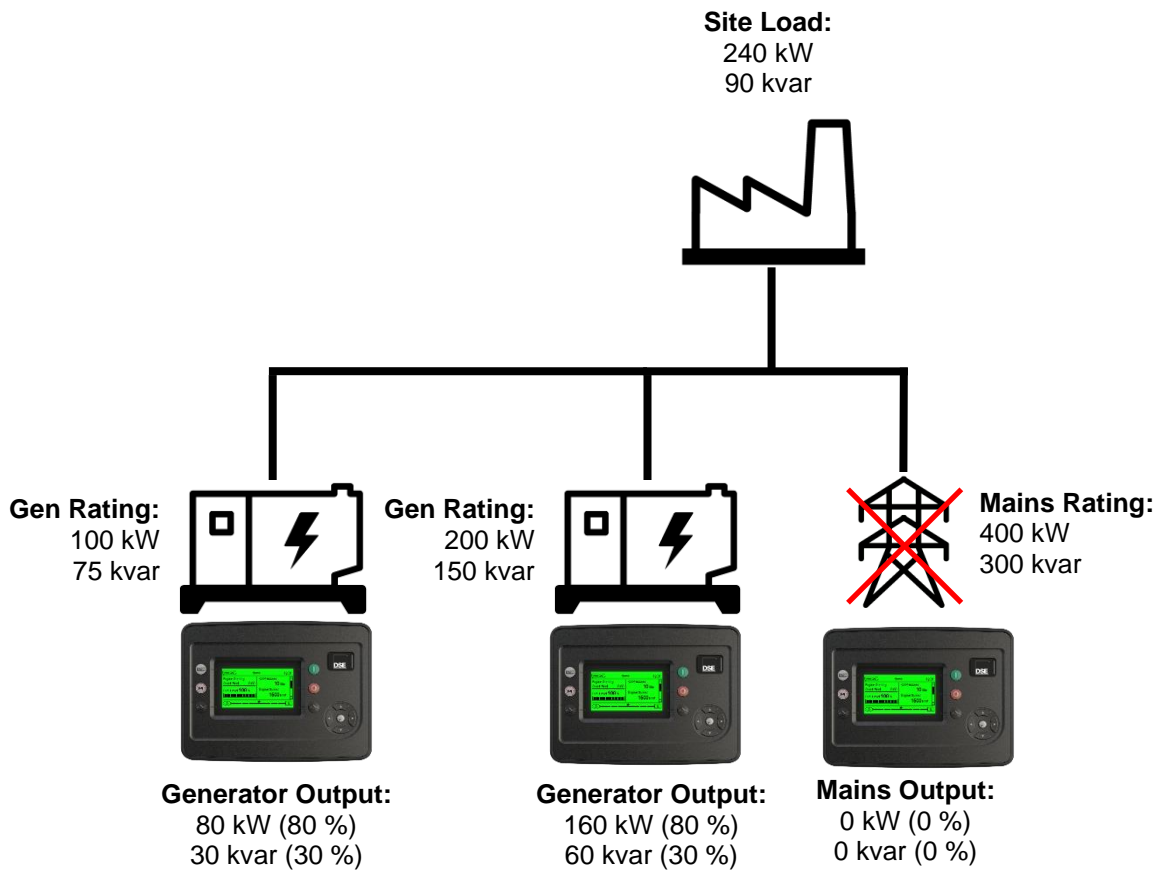 Site Load:
240 kW
90 kvar
Gen Rating:
100 kW
75 kvar
Gen Rating:
200 kW
150 kvar
Mains Rating:
400 kW
300 kvar
DSE
DSE
DSE
Generator Output:
80 kW (80 %)
30 kvar (30 %)
Generator Output:
160 kW (80 %)
60 kvar (30 %)
Mains Output:
0 kW (0 %)
0 kvar (0 %)